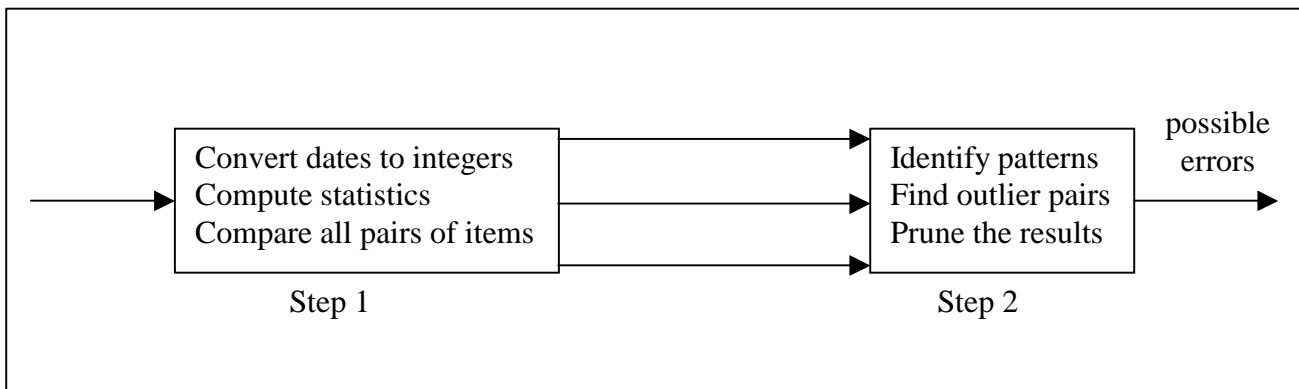 Convert dates to integers
Compute statistics
Compare all pairs of items
Step 1
Identify patterns
Find outlier pairs
Prune the results
Step 2
possible
errors